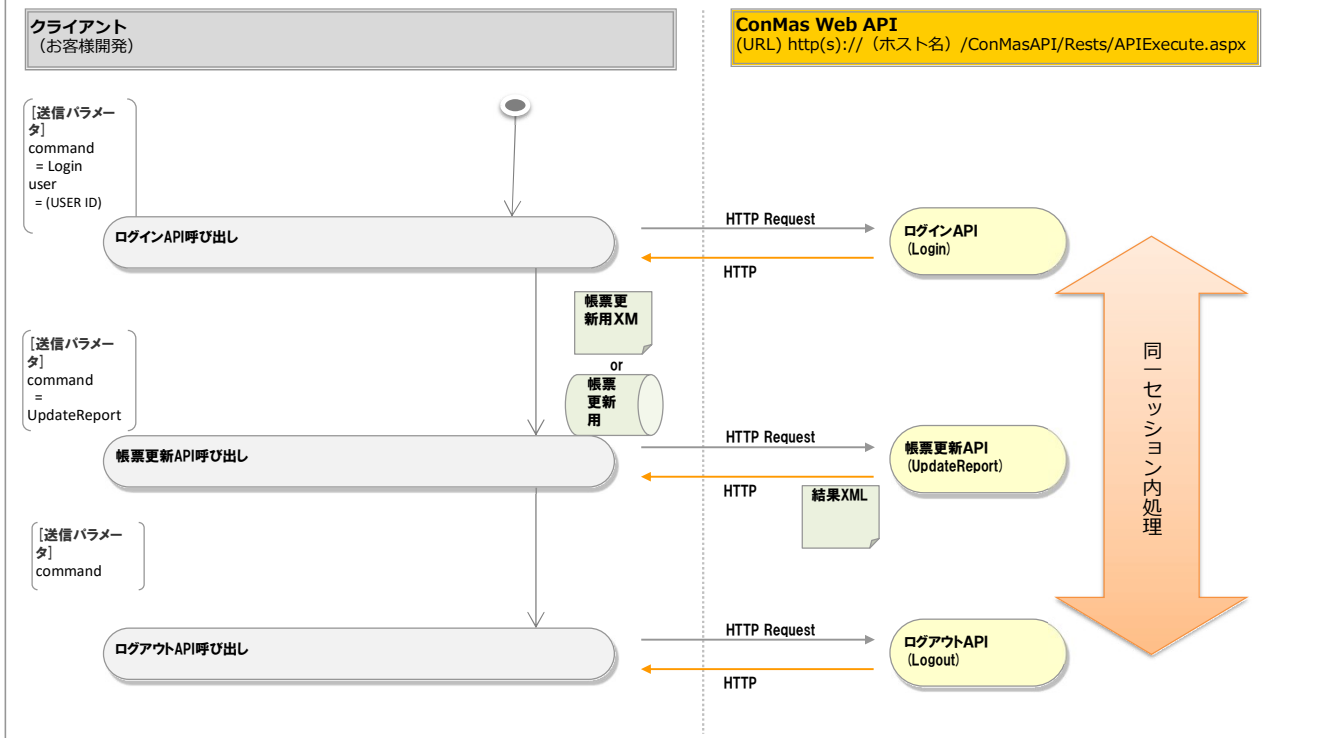 クライアント
（お客様開発）
ConMas Web API
(URL) http(s)://（ホスト名）/ConMasAPI/Rests/APIExecute.aspx
[送信パラメー
タ]
command
= Login
user
= (USER ID)
ログインAPI呼び出し
HTTP Request
HTTP
ログインAPI
(Login)
帳票更
新用XM
or
帳票
更新
用
[送信パラメー
タ]
command
=
UpdateReport
帳票更新API呼び出し
HTTP Request
HTTP
結果XML
帳票更新API
(UpdateReport)
同一セッション内処理
[送信パラメー
タ]
command
ログアウトAPI呼び出し
HTTP Request
HTTP
ログアウトAPI
(Logout)